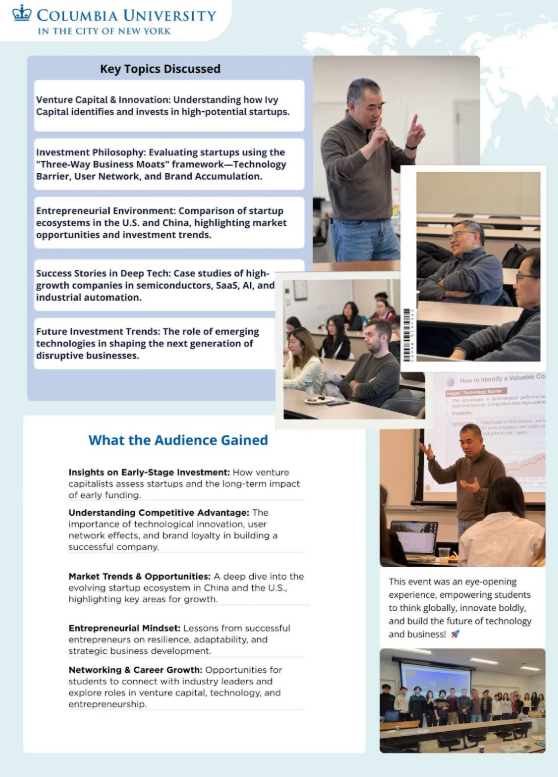 COLUMBIA UNIVERSITY
IN THE CITY OF NEW YORK
Key Topics Discussed
Venture Capital & Innovation: Understanding how Ivy
Capital identifies and invests in high-potential startups.
Investment Philosophy: Evaluating startups using the
"Three-Way Business Moats" framework—Technology
Barrier, User Network, and Brand Accumulation.
Entrepreneurial Environment: Comparison of startup
ecosystems in the U.S. and China, highlighting market
opportunities and investment trends.
Success Stories in Deep Tech: Case studies of high-
growth companies in semiconductors, SaaS, AI, and
industrial automation.
Future Investment Trends: The role of emerging
technologies in shaping the next generation of
disruptive businesses.
What the Audience Gained
Insights on Early-Stage Investment: How venture
capitalists assess startups and the long-term impact
of early funding.
Understanding Competitive Advantage: The
importance of technological innovation, user
network effects, and brand loyalty in building a
successful company.
Market Trends & Opportunities: A deep dive into the
evolving startup ecosystem in China and the U.S.,
highlighting key areas for growth.
Entrepreneurial Mindset: Lessons from successful
entrepreneurs on resilience, adaptability, and
strategic business development.
Networking & Career Growth: Opportunities for
students to connect with industry leaders and
explore roles in venture capital, technology, and
entrepreneurship.
How to Identify a Valuable Co
This event was an eye-opening
experience, empowering students
to think globally, innovate boldly,
and build the future of technology
and business! 🚀